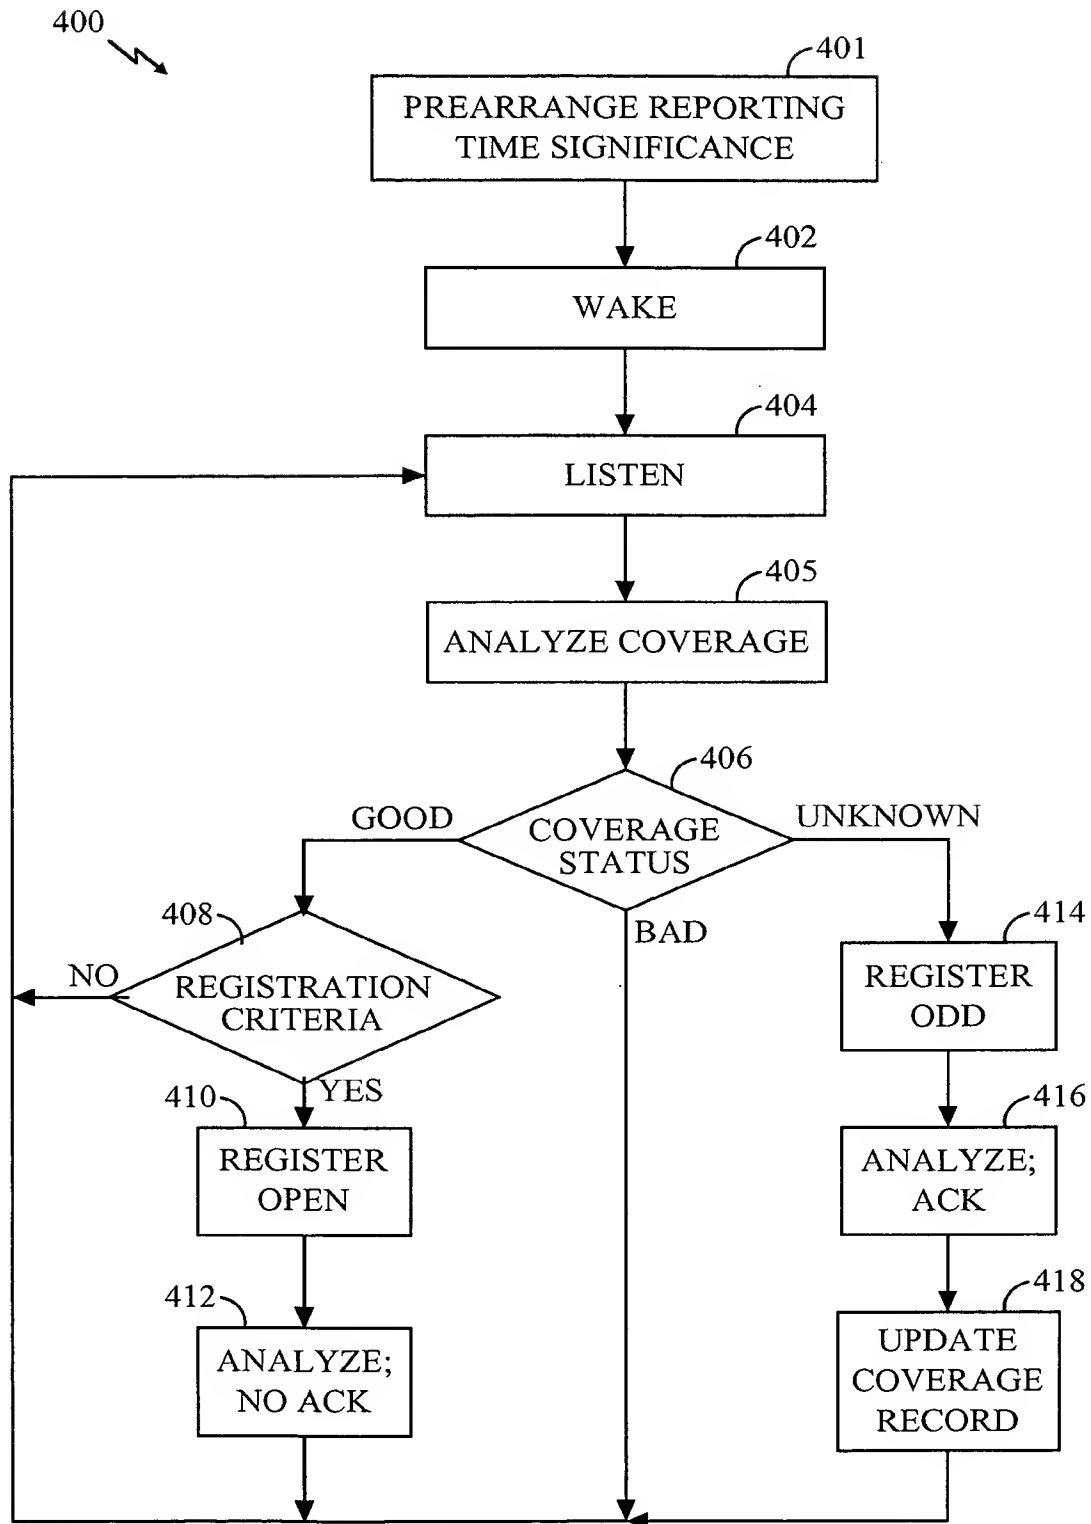 400
401
PREARRANGE REPORTING
TIME SIGNIFICANCE
402
WAKE
404
LISTEN
405
ANALYZE COVERAGE
406
COVERAGE
STATUS
GOOD
UNKNOWN
BAD
408
REGISTRATION
CRITERIA
NO
YES
410
REGISTER
OPEN
412
ANALYZE;
NO ACK
414
REGISTER
ODD
416
ANALYZE;
ACK
418
UPDATE
COVERAGE
RECORD